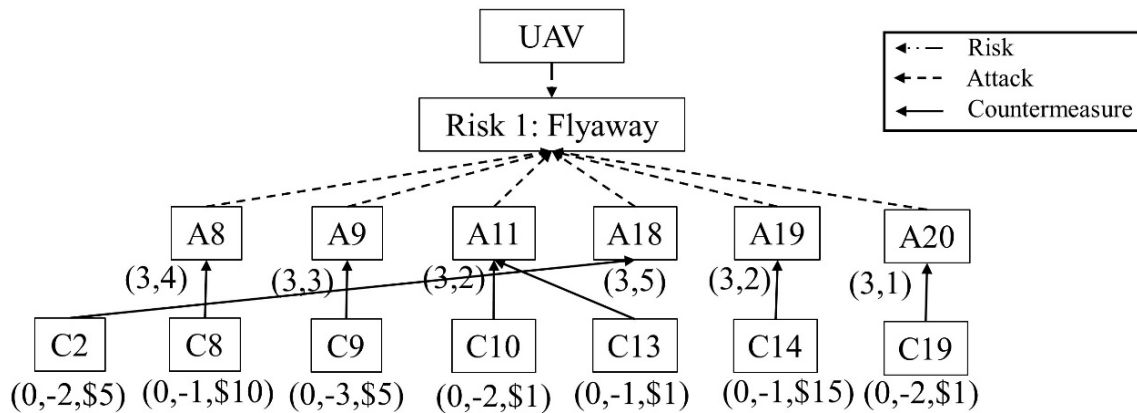 UAV
Risk
Attack
Countermeasure
Risk 1: Flyaway
A8 A9 A11 A18 A19 A20
(3,4) (3,3) (3,2) (3,5) (3,2) (3,1)
C2 C8 C9 C10 C13 C14 C19
(0,-2,$5) (0,-1,$10) (0,-3,$5) (0,-2,$1) (0,-1,$1) (0,-1,$15) (0,-2,$1)